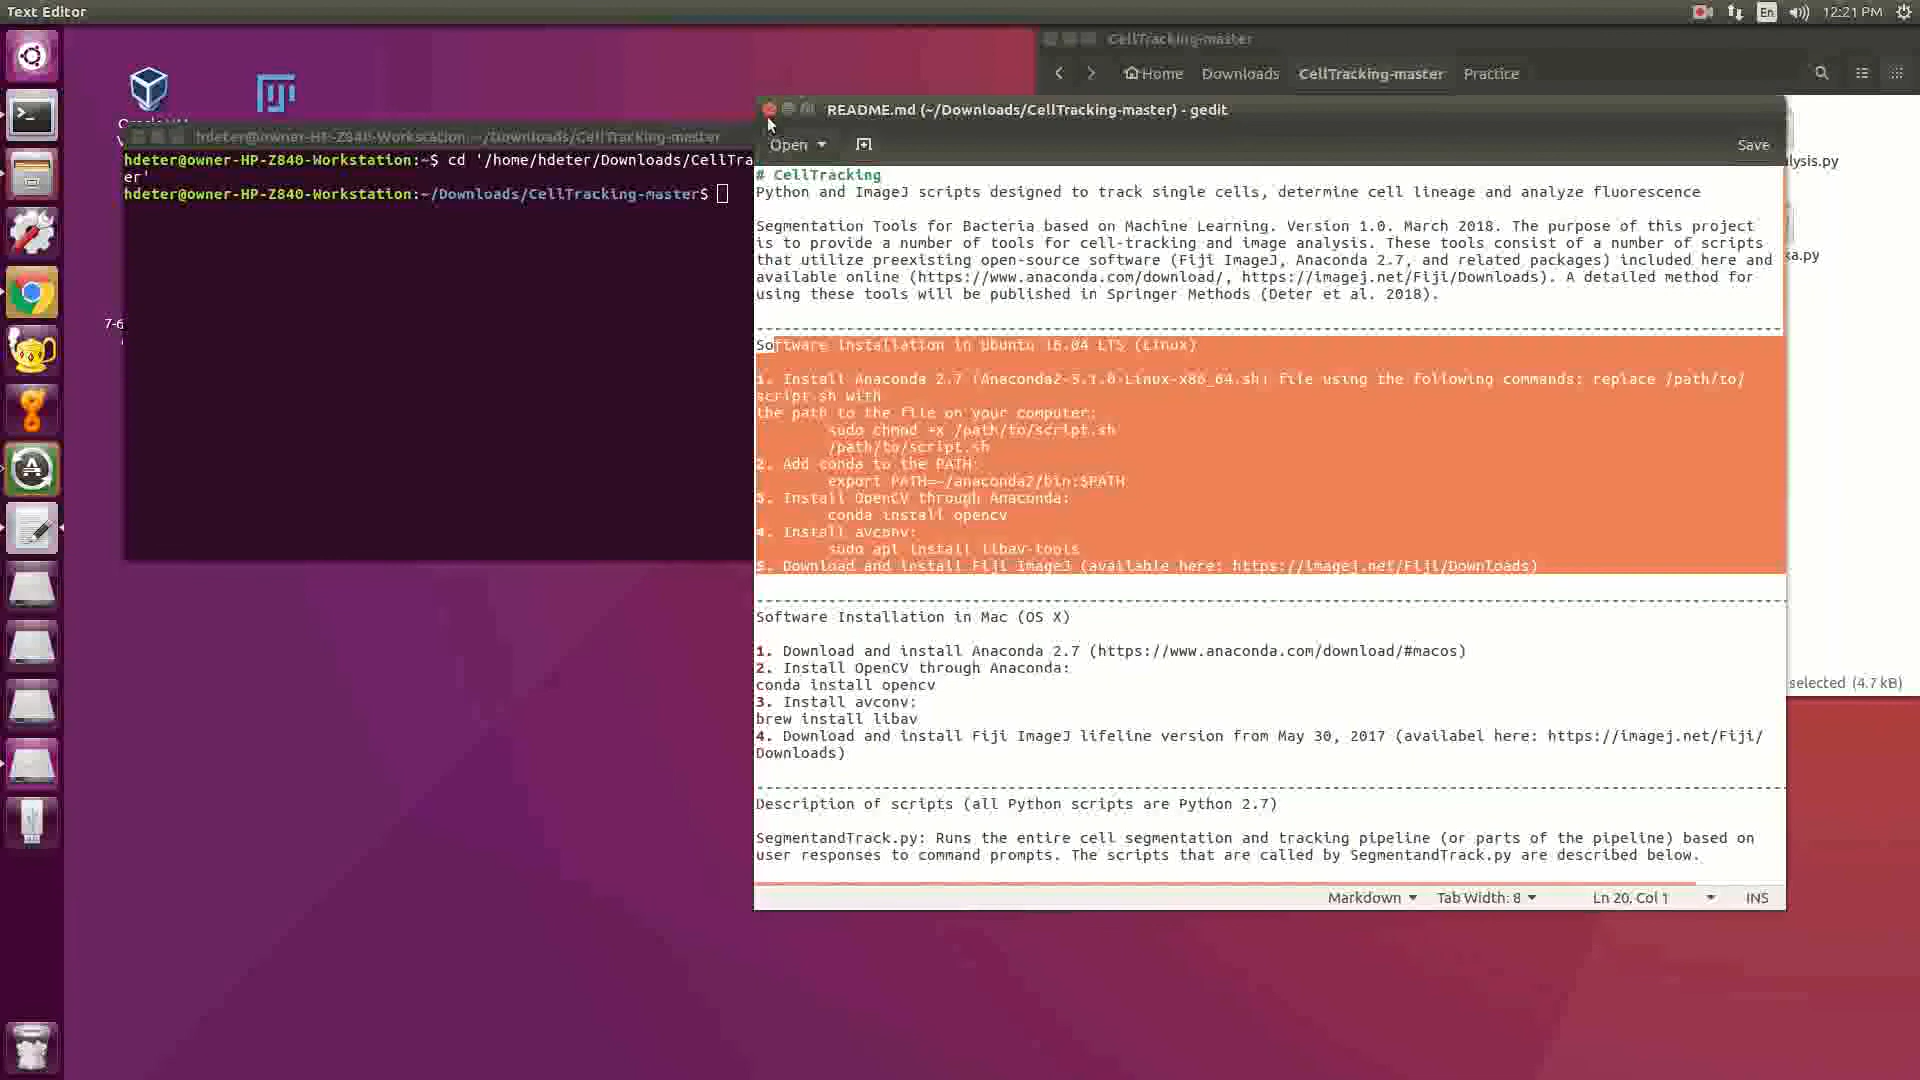 Text Editor
En
12:21 PM
CellTracking-master
Home Downloads CellTracking-master Practice
README.md (~/Downloads/CellTracking-master) - gedit
Open
Save
hdeter@owner-HP-Z840-Workstation: ~/Downloads/CellTracking-master
hdeter@owner-HP-Z840-Workstation:~$ cd '/home/hdeter/Downloads/CellTra
er'
hdeter@owner-HP-Z840-Workstation:~/Downloads/CellTracking-master$
7-6
# CellTracking
Python and ImageJ scripts designed to track single cells, determine cell lineage and analyze fluorescence
Segmentation Tools for Bacteria based on Machine Learning. Version 1.0. March 2018. The purpose of this project
is to provide a number of tools for cell-tracking and image analysis. These tools consist of a number of scripts
that utilize preexisting open-source software (Fiji ImageJ, Anaconda 2.7, and related packages) included here and
available online (https://www.anaconda.com/download/, https://imagej.net/Fiji/Downloads). A detailed method for
using these tools will be published in Springer Methods (Deter et al. 2018).
Software Installation in Ubuntu 16.04 LTS (Linux)
1. Install Anaconda 2.7 (Anaconda2-5.1.0-Linux-x86_64.sh) file using the following commands: replace /path/to/
script.sh with
the path to the file on your computer:
sudo chmod +x /path/to/script.sh
/path/to/script.sh
2. Add conda to the PATH:
export PATH=~/anaconda2/bin:$PATH
3. Install OpenCV through Anaconda:
conda install opencv
4. Install avconv:
sudo apt install libav-tools
5. Download and install Fiji ImageJ (available here: https://imagej.net/Fiji/Downloads)
Software Installation in Mac (OS X)
1. Download and install Anaconda 2.7 (https://www.anaconda.com/download/#macos)
2. Install OpenCV through Anaconda:
conda install opencv
3. Install avconv:
brew install libav
4. Download and install Fiji ImageJ lifeline version from May 30, 2017 (availabel here: https://imagej.net/Fiji/
Downloads)
Description of scripts (all Python scripts are Python 2.7)
SegmentandTrack.py: Runs the entire cell segmentation and tracking pipeline (or parts of the pipeline) based on
user responses to command prompts. The scripts that are called by SegmentandTrack.py are described below.
Markdown Tab Width: 8 Ln 20, Col 1 INS
lysis.py
ka.py
selected (4.7 kB)